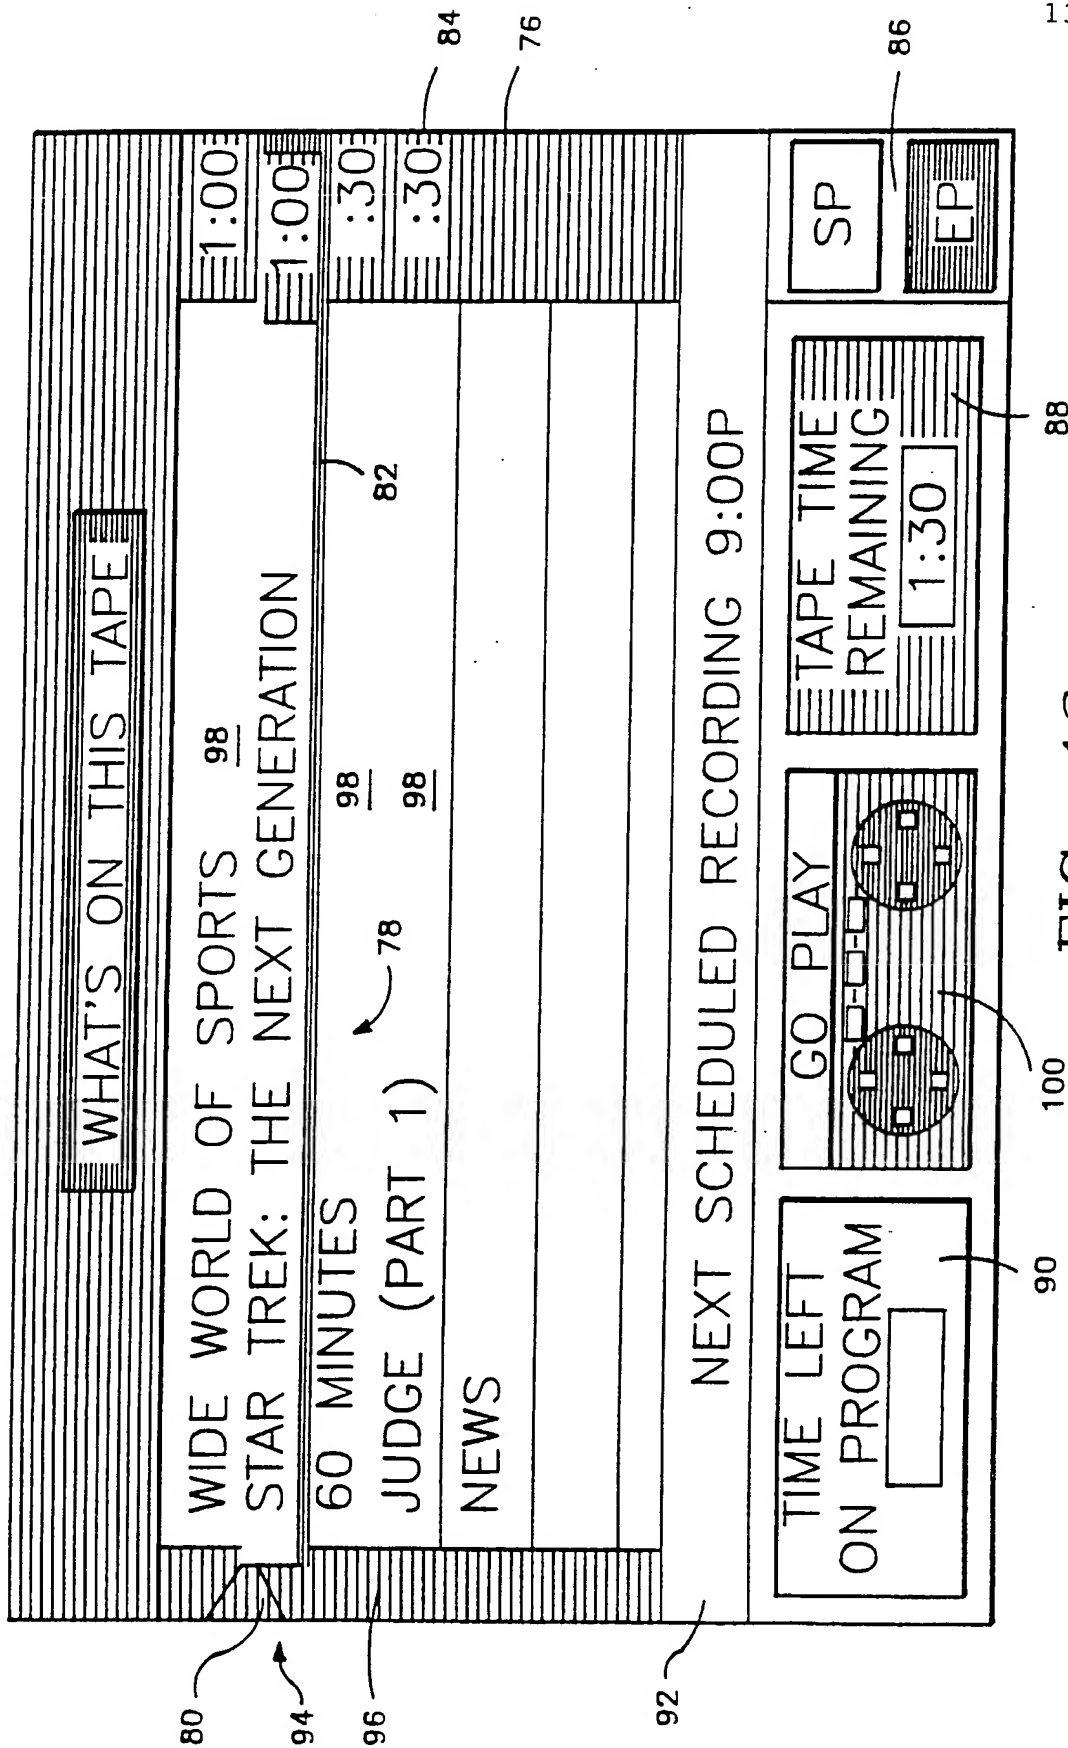 WHAT'S ON THIS TAPE
WIDE WORLD OF SPORTS 98 1:00
STAR TREK: THE NEXT GENERATION 1:00
60 MINUTES 98 :30
JUDGE (PART 1) 98 :30
NEWS
78
82
84
76
80
94
96
92
NEXT SCHEDULED RECORDING 9:00P
TIME LEFT
ON PROGRAM
GO PLAY
TAPE TIME
REMAINING
1:30
SP
EP
86
90
100
88